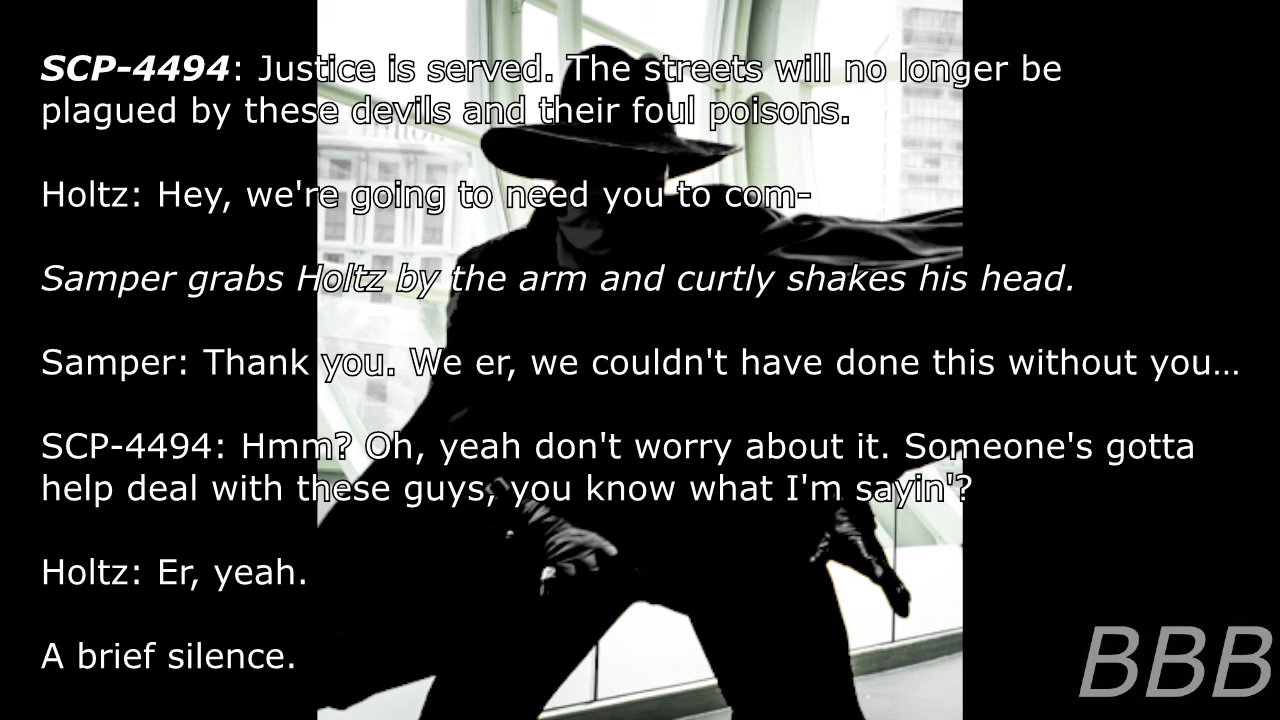 SCP-4494: Justice is served. The streets will no longer be
plagued by these devils and their foul poisons.
Holtz: Hey, we're going to need you to com-
Samper grabs Holtz by the arm and curtly shakes his head.
Samper: Thank you. We er, we couldn't have done this without you…
SCP-4494: Hmm? Oh, yeah don't worry about it. Someone's gotta
help deal with these guys, you know what I'm sayin'?
Holtz: Er, yeah.
A brief silence.
BBB